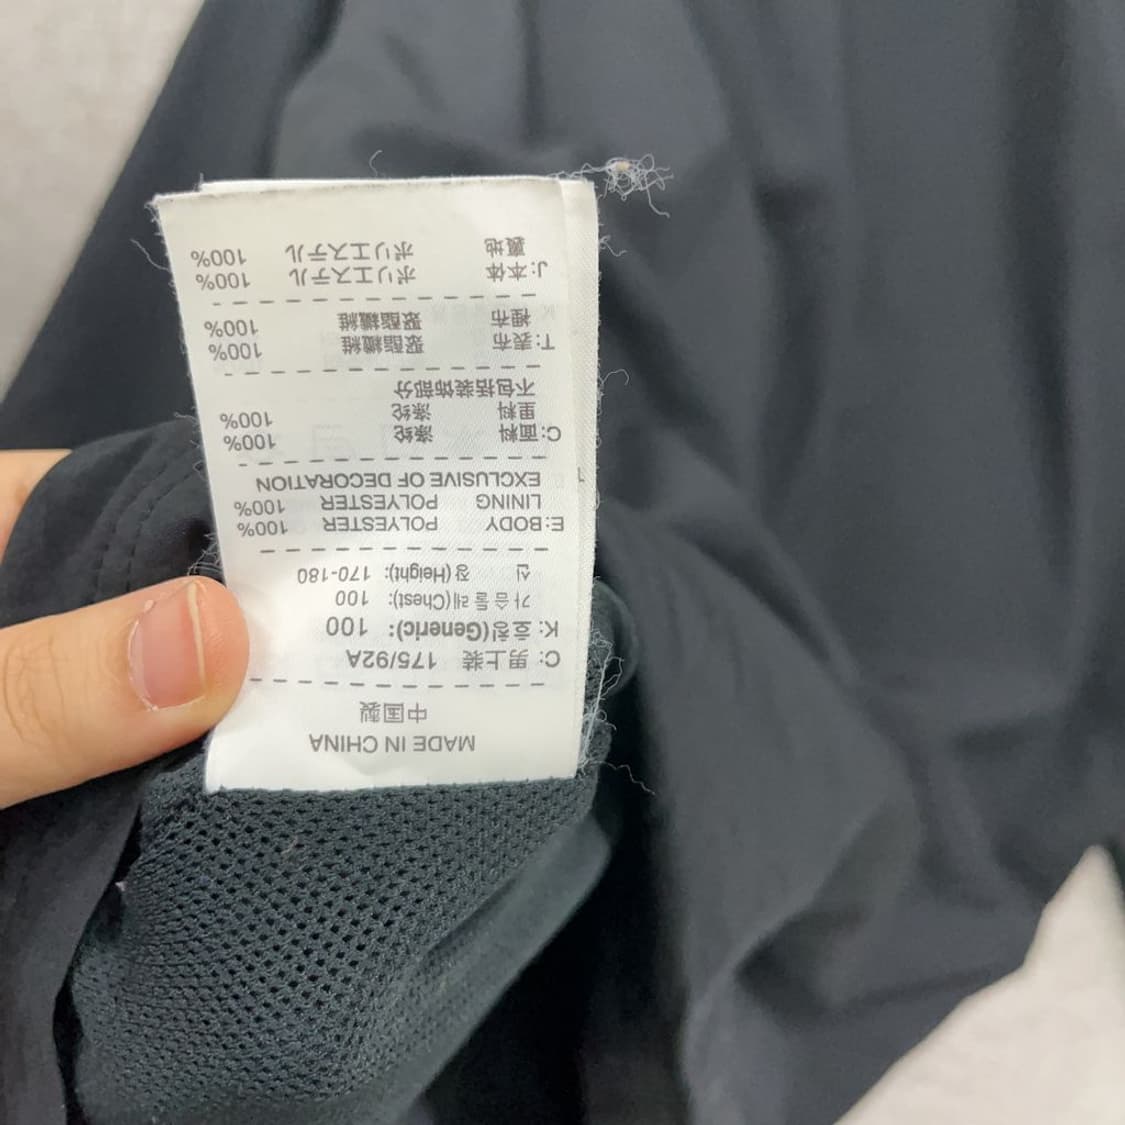 MADE IN CHINA
中国製
C: 男上装 175/92A
K: 호칭(Generic): 100
가슴둘레(Chest): 100
신 장(Height): 170-180
E:BODY POLYESTER 100%
LINING POLYESTER 100%
EXCLUSIVE OF DECORATION
C:面料 涤纶 100%
里料 涤纶 100%
不包括装饰部分
T:表布 聚酯纖維 100%
裡布 聚酯纖維 100%
J:本体 ポリエステル 100%
裏地 ポリエステル 100%